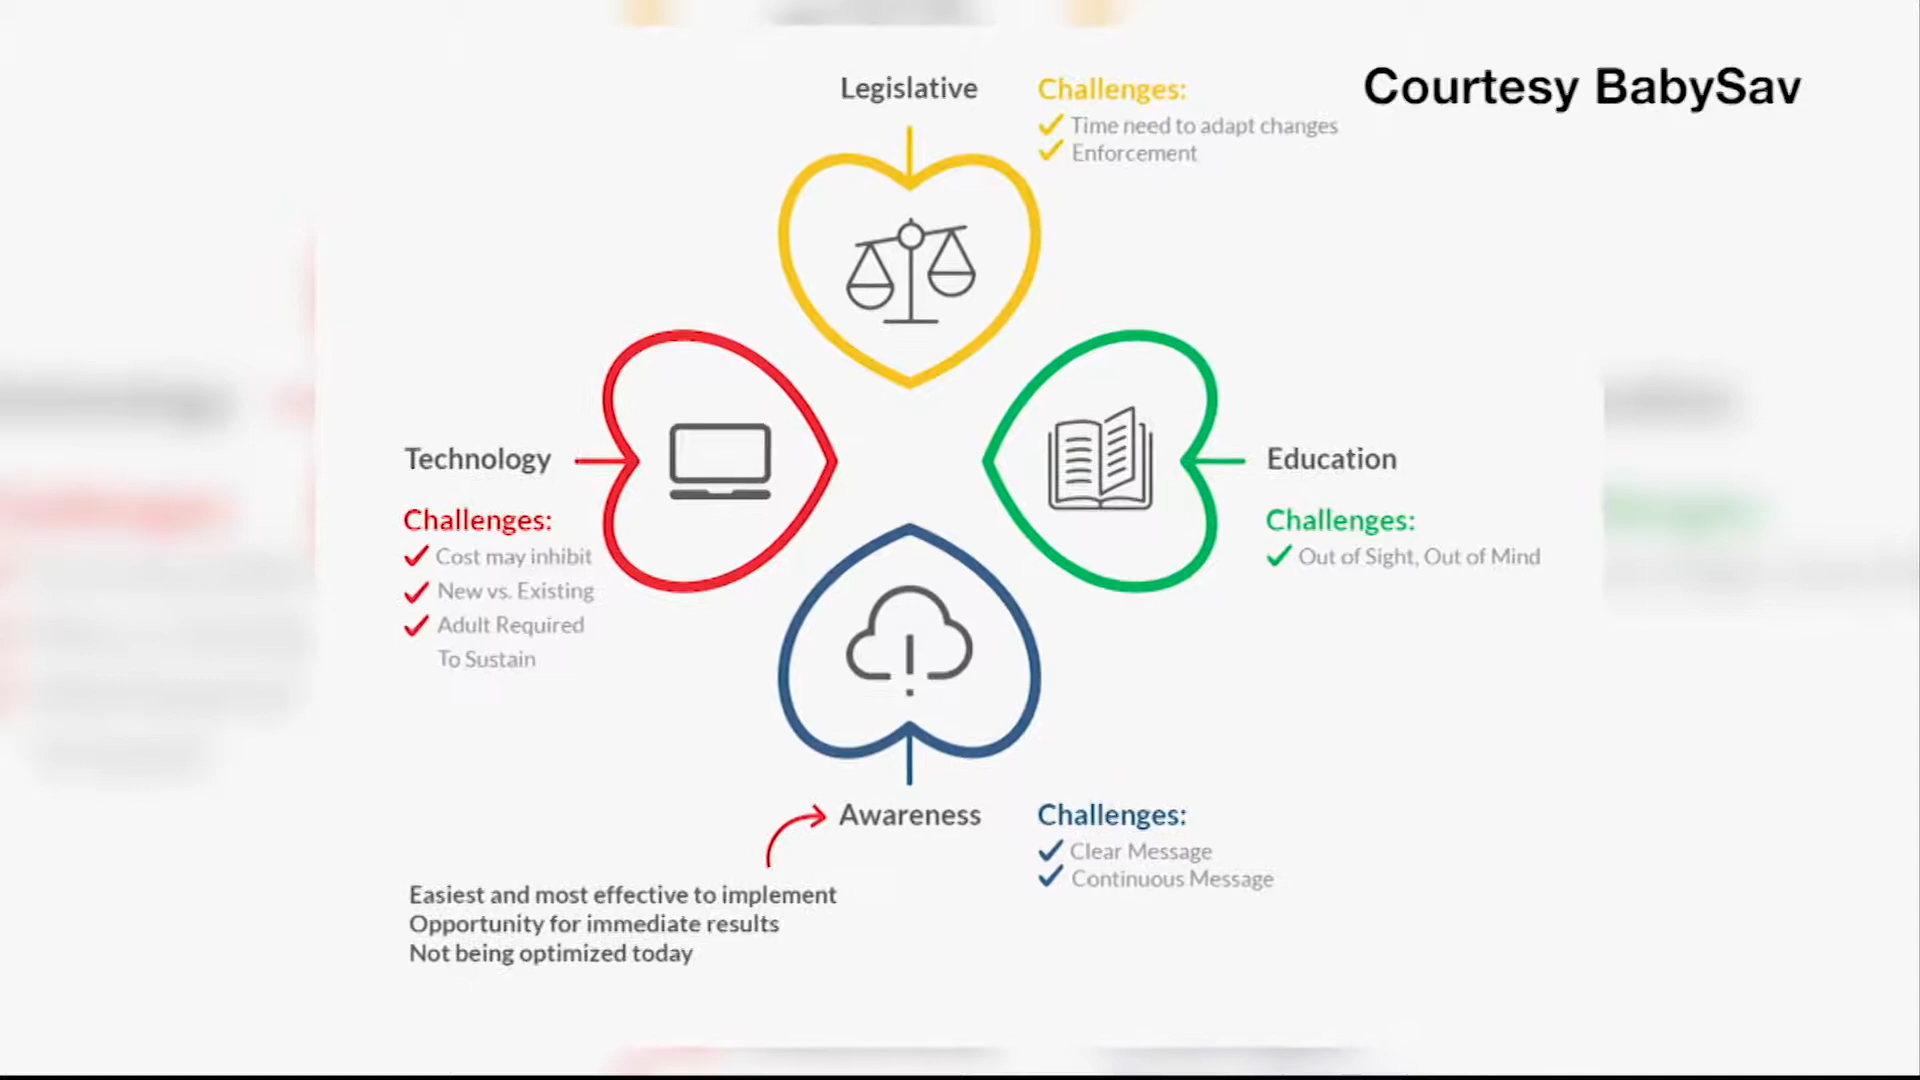 Courtesy BabySav
Legislative
Challenges:
Time need to adapt changes
Enforcement
Technology
Challenges:
Cost may inhibit
New vs. Existing
Adult Required
To Sustain
Education
Challenges:
Out of Sight, Out of Mind
Awareness
Challenges:
Clear Message
Continuous Message
Easiest and most effective to implement
Opportunity for immediate results
Not being optimized today